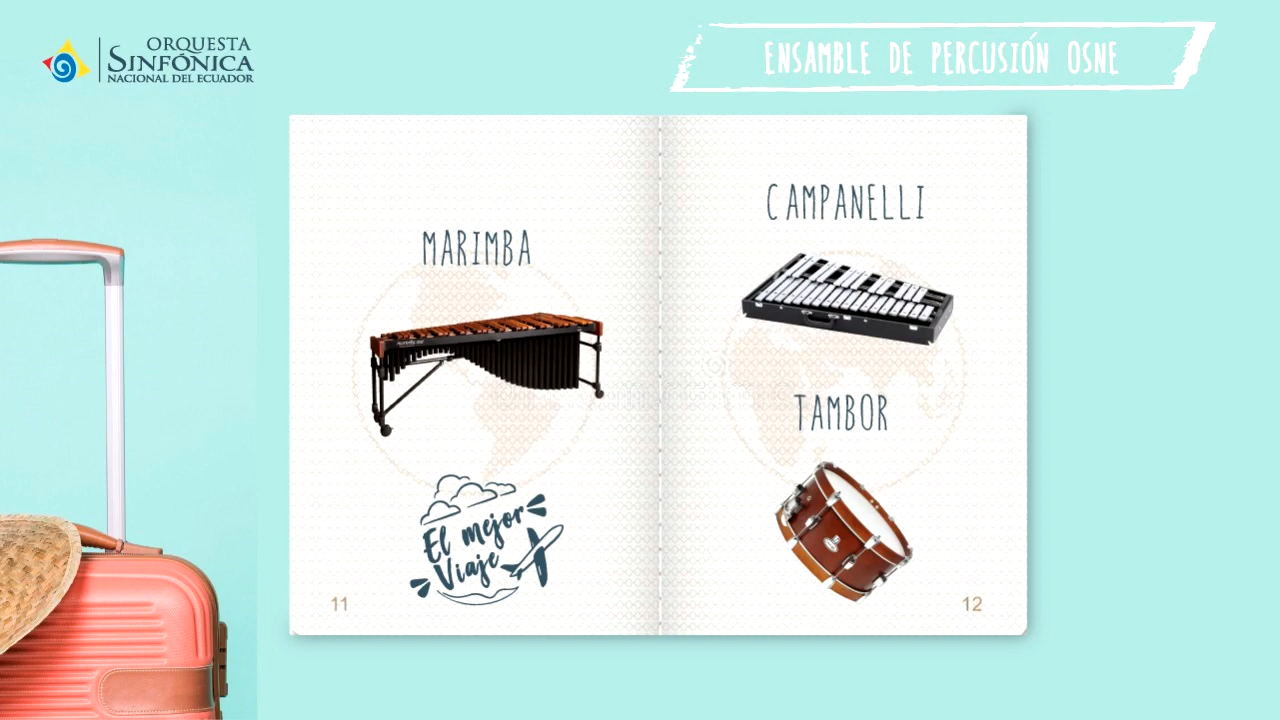 ORQUESTA
SINFÓNICA
NACIONAL DEL ECUADOR
ENSAMBLE DE PERCUSIÓN OSNE
MARIMBA
El mejor
Viaje
11
CAMPANELLI
TAMBOR
12